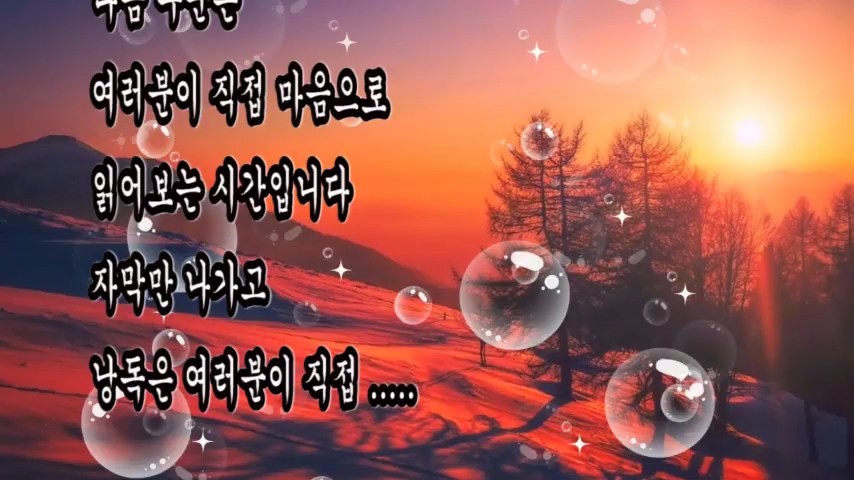 여러분이 직접 마음으로
읽어보는 시간입니다
자막만 나가고
낭독은 여러분이 직접 .....